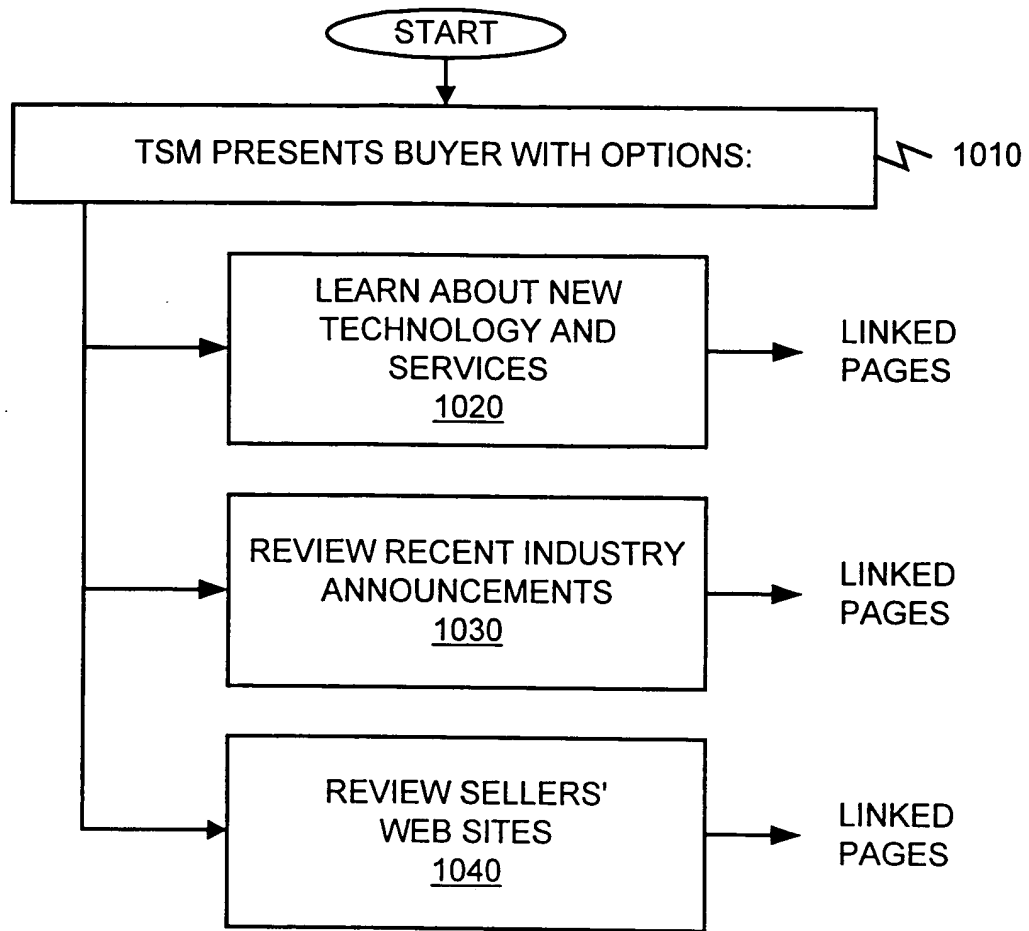 START
TSM PRESENTS BUYER WITH OPTIONS:
1010
LEARN ABOUT NEW
TECHNOLOGY AND
SERVICES
1020
LINKED
PAGES
REVIEW RECENT INDUSTRY
ANNOUNCEMENTS
1030
LINKED
PAGES
REVIEW SELLERS'
WEB SITES
1040
LINKED
PAGES